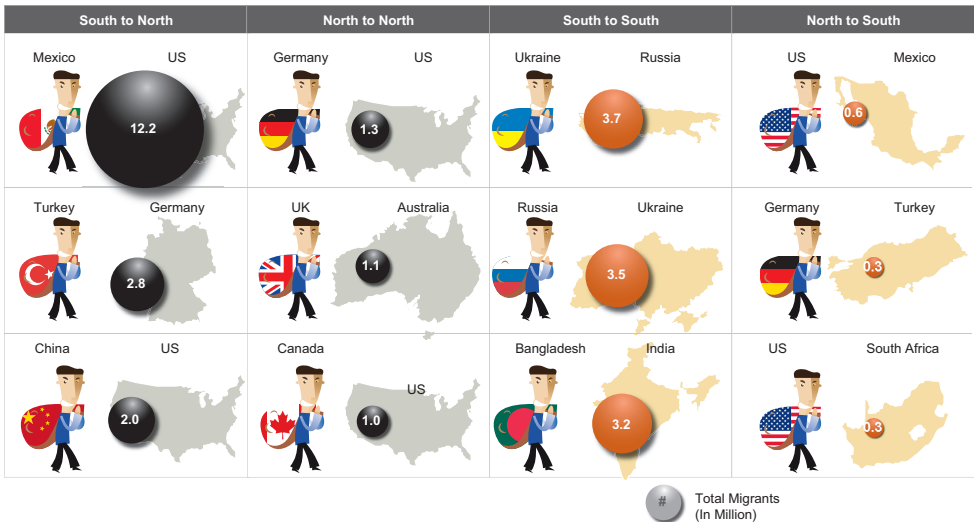 South to North
North to North
South to South
North to South
Mexico
US
12.2
Germany
US
1.3
Ukraine
Russia
3.7
US
Mexico
0.6
Turkey
Germany
2.8
UK
Australia
1.1
Russia
Ukraine
3.5
Germany
Turkey
0.3
China
US
2.0
Canada
US
1.0
Bangladesh
India
3.2
US
South Africa
0.3
#
Total Migrants
(In Million)